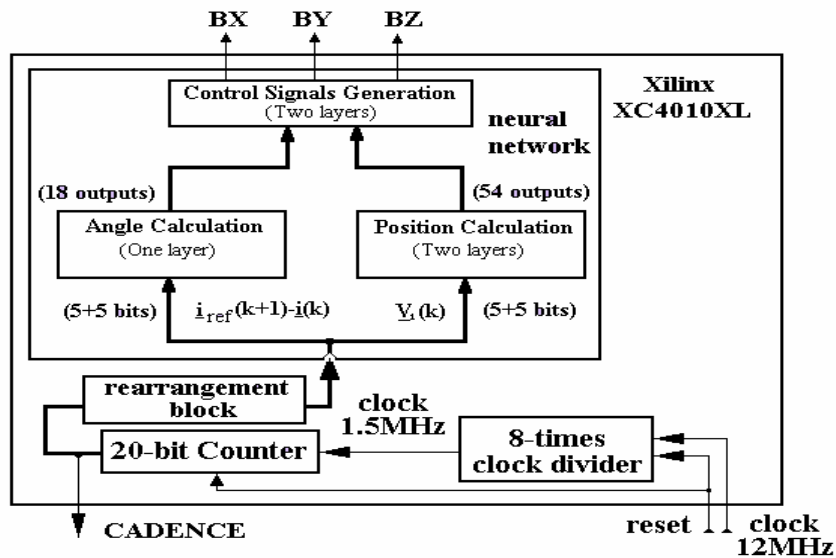 BX BY BZ
Xilinx
XC4010XL
Control Signals Generation
(Two layers)
neural
network
(18 outputs)
(54 outputs)
Angle Calculation
(One layer)
Position Calculation
(Two layers)
(5+5 bits)
i ref(k+1)-i(k)
V i(k)
(5+5 bits)
rearrangement
block
clock
1.5MHz
20-bit Counter
8-times
clock divider
CADENCE
reset
clock
12MHz